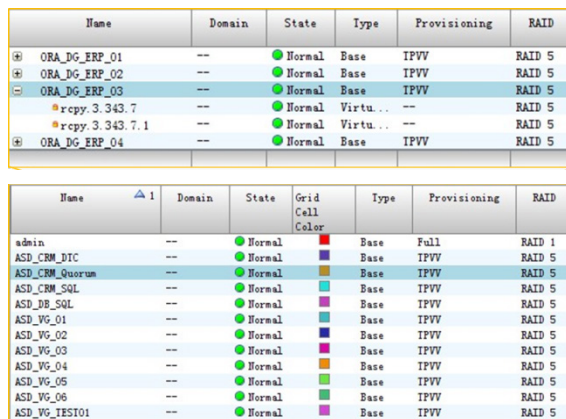 Name Domain State Type Provisioning RAID
ORA_DG_ERP_01 -- Normal Base TPVV RAID 5
ORA_DG_ERP_02 -- Normal Base TPVV RAID 5
ORA_DG_ERP_03 -- Normal Base TPVV RAID 5
rcpy.3.343.7 -- Normal Virtu... -- RAID 5
rcpy.3.343.7.1 -- Normal Virtu... -- RAID 5
ORA_DG_ERP_04 -- Normal Base TPVV RAID 5
Name 1 Domain State Grid Cell Color Type Provisioning RAID
admin -- Normal Base Full RAID 1
ASD_CRM_DTC -- Normal Base TPVV RAID 5
ASD_CRM_Quorum -- Normal Base TPVV RAID 5
ASD_CRM_SQL -- Normal Base TPVV RAID 5
ASD_DB_SQL -- Normal Base TPVV RAID 5
ASD_VG_01 -- Normal Base TPVV RAID 5
ASD_VG_02 -- Normal Base TPVV RAID 5
ASD_VG_03 -- Normal Base TPVV RAID 5
ASD_VG_04 -- Normal Base TPVV RAID 5
ASD_VG_05 -- Normal Base TPVV RAID 5
ASD_VG_06 -- Normal Base TPVV RAID 5
ASD_VG_TEST01 -- Normal Base TPVV RAID 5